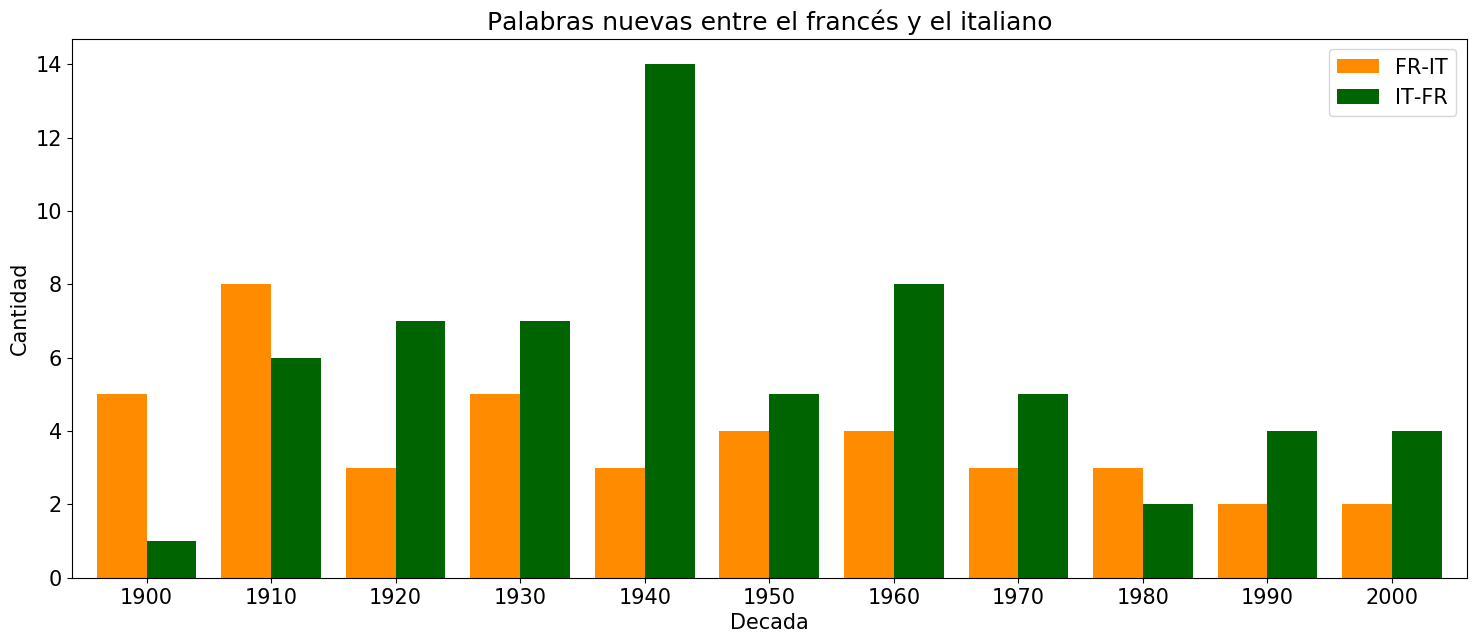 Palabras nuevas entre el francés y el italiano
FR-IT
IT-FR
Cantidad
14
12
10
8
6
4
2
0
1900 1910 1920 1930 1940 1950 1960 1970 1980 1990 2000
Decada